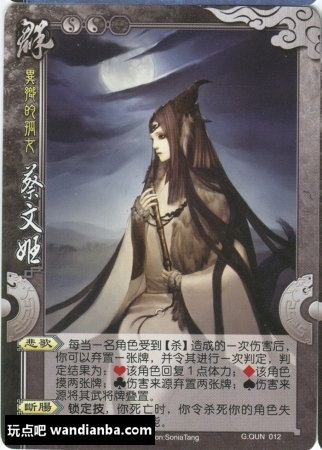 群
異鄉的孤女
蔡文姬
悲歌 每当一名角色受到【杀】造成的一次伤害后，
你可以弃置一张牌，并令其进行一次判定，判
定结果为：♥该角色回复1点体力；♦该角色
摸两张牌；♣伤害来源弃置两张牌；♠伤害来源
将其武将牌叠置。
斷腸 锁定技，你死亡时，你令杀死你的角色失
能。
玩点吧 wandianba.com
on:SoniaTang
G.QUN 012